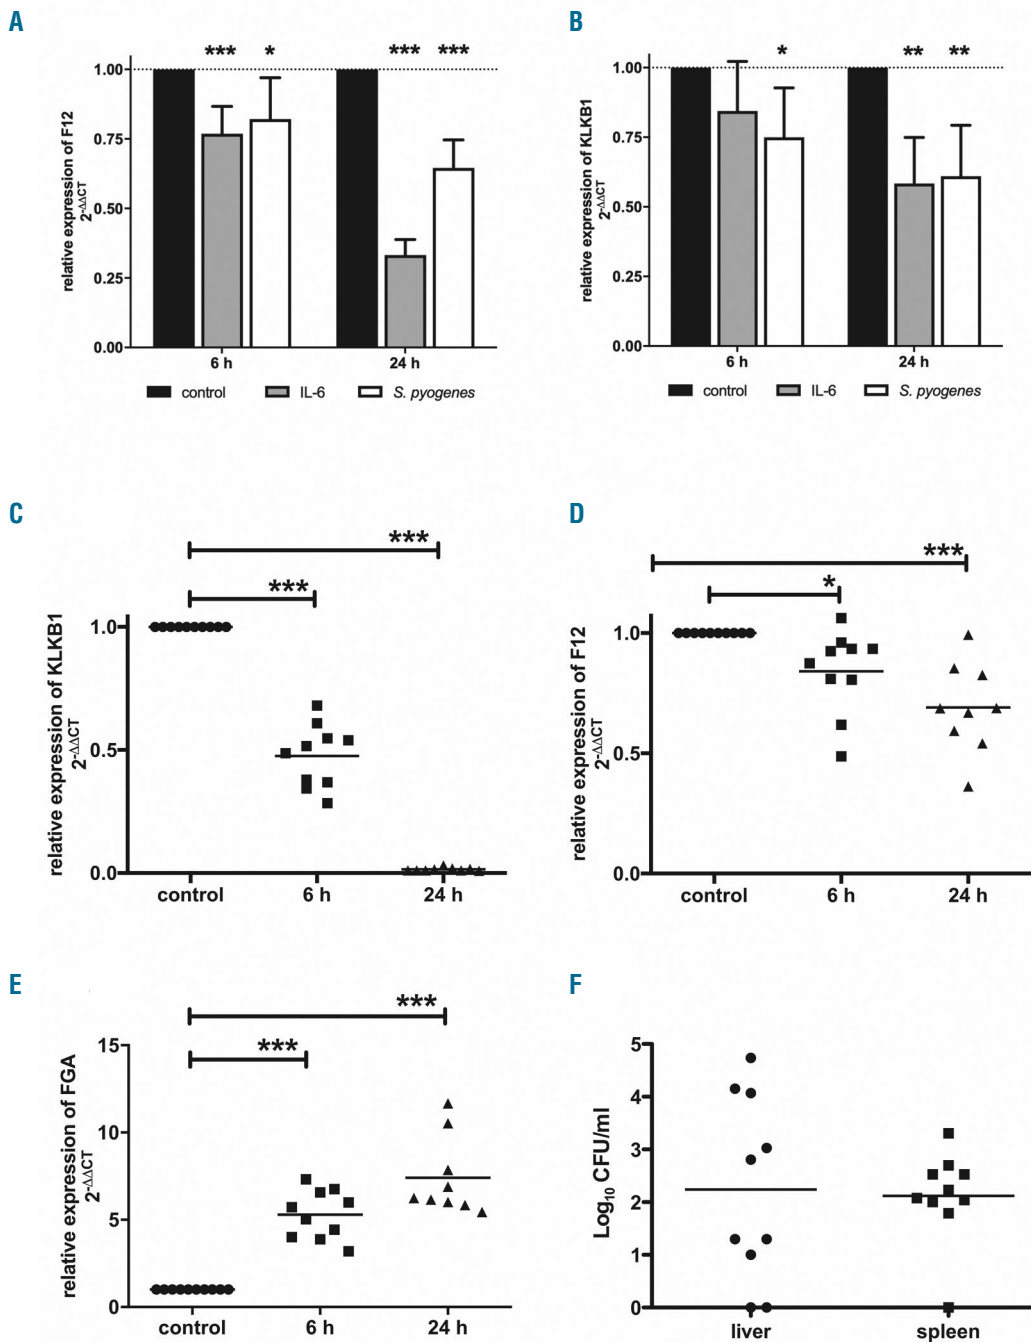 A
*** * *** ***
relative expression of F12
2-ΔΔCT
1.00
0.75
0.50
0.25
0.00
6 h 24 h
control IL-6 S. pyogenes
B
* ** **
relative expression of KLKB1
2-ΔΔCT
1.00
0.75
0.50
0.25
0.00
6 h 24 h
control IL-6 S. pyogenes
C
***
***
relative expression of KLKB1
2-ΔΔCT
1.0
0.5
0.0
control 6 h 24 h
D
***
*
relative expression of F12
2-ΔΔCT
1.0
0.5
0.0
control 6 h 24 h
E
***
***
relative expression of FGA
2-ΔΔCT
15
10
5
0
control 6 h 24 h
F
Log10 CFU/ml
5
4
3
2
1
0
liver spleen